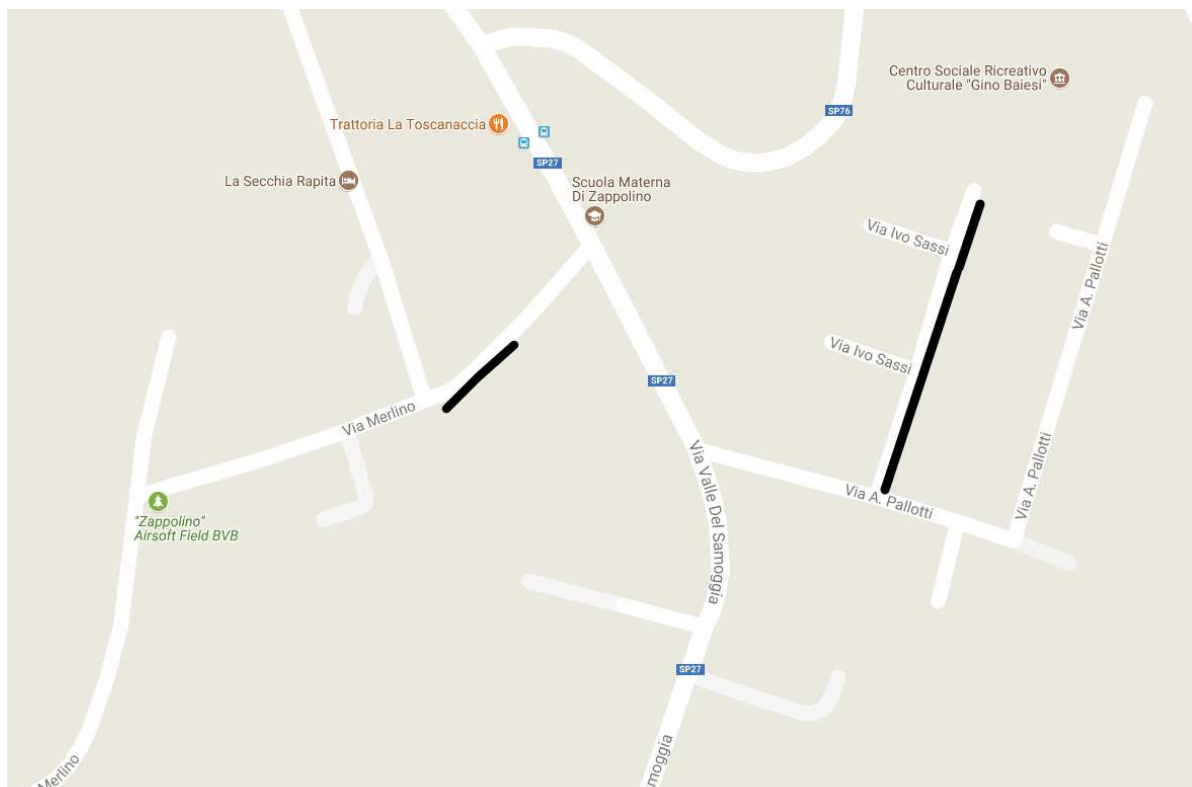 Centro Sociale Ricreativo
Culturale "Gino Baiesi"
SP76
Trattoria La Toscanaccia
SP27
La Secchia Rapita
Scuola Materna
Di Zappolino
Via Ivo Sassi
Via A. Pallotti
Via Ivo Sassi
SP27
Via Merlino
Via Valle Del Samoggia
Via A. Pallotti
Via A. Pallotti
"Zappolino"
Airsoft Field BVB
SP27
moggia
Merlino